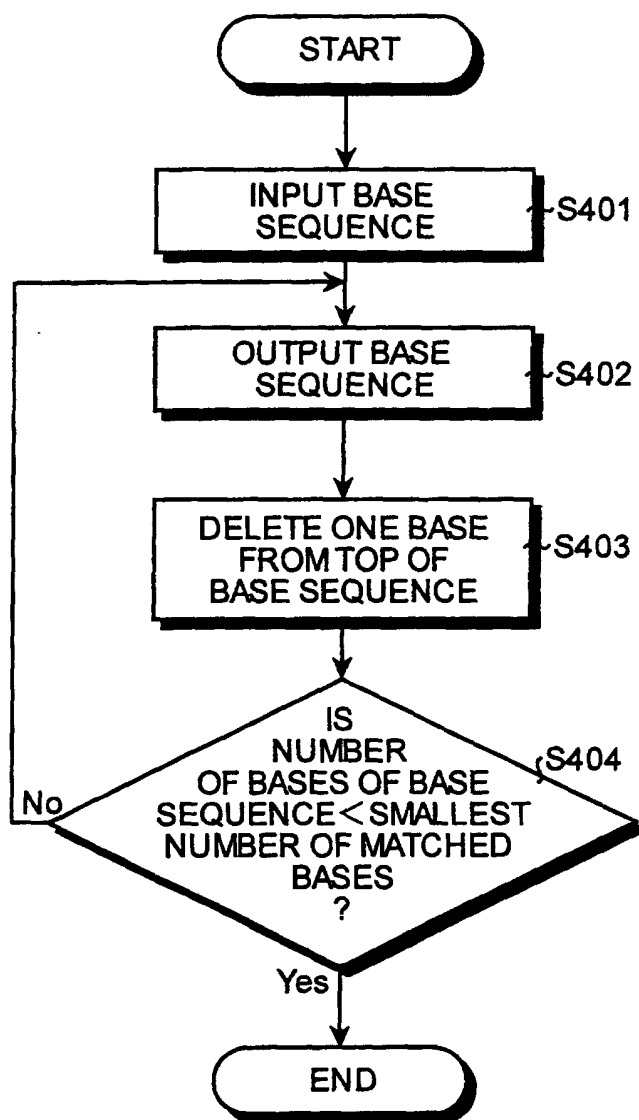 START
INPUT BASE
SEQUENCE
S401
OUTPUT BASE
SEQUENCE
S402
DELETE ONE BASE
FROM TOP OF
BASE SEQUENCE
S403
IS
NUMBER
OF BASES OF BASE
SEQUENCE<SMALLEST
NUMBER OF MATCHED
BASES
?
S404
No
Yes
END